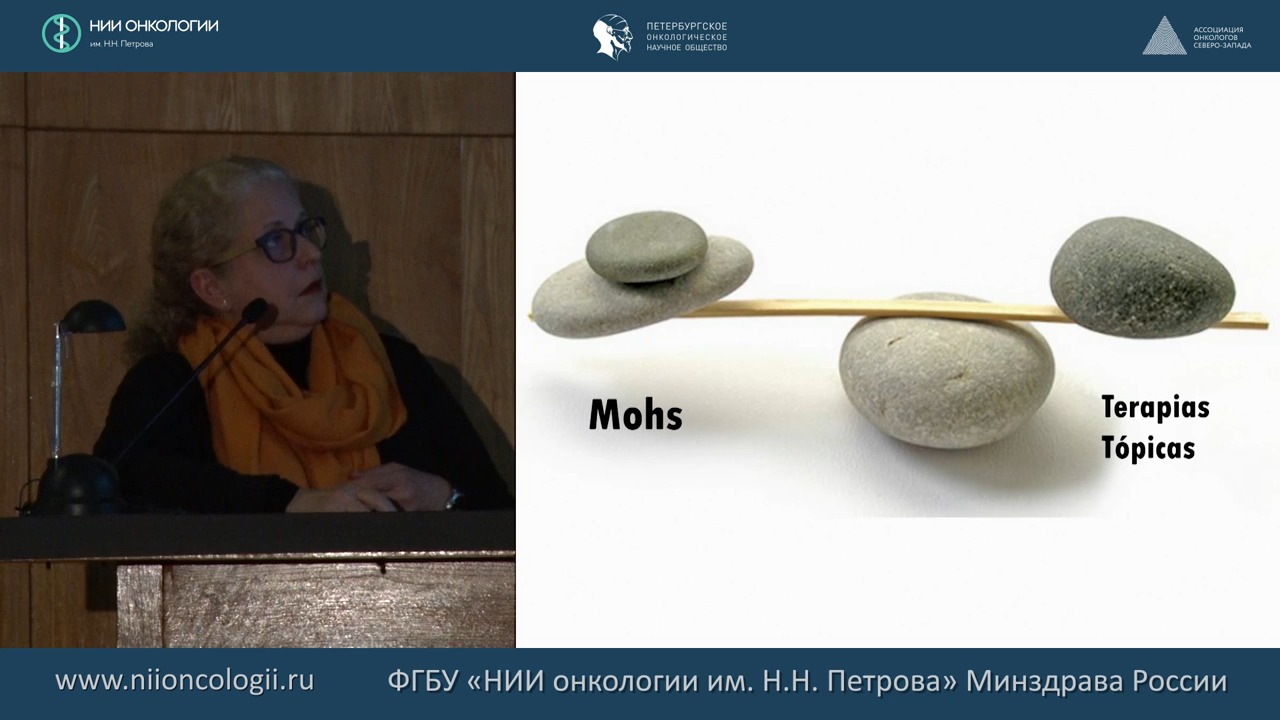 НИИ ОНКОЛОГИИ
им. Н.Н. Петрова
ПЕТЕРБУРГСКОЕ
ОНКОЛОГИЧЕСКОЕ
НАУЧНОЕ ОБЩЕСТВО
АССОЦИАЦИЯ
ОНКОЛОГОВ
СЕВЕРО-ЗАПАДА
Mohs
Terapias
Tópicas
www.niioncologii.ru
ФГБУ «НИИ онкологии им. Н.Н. Петрова» Минздрава России